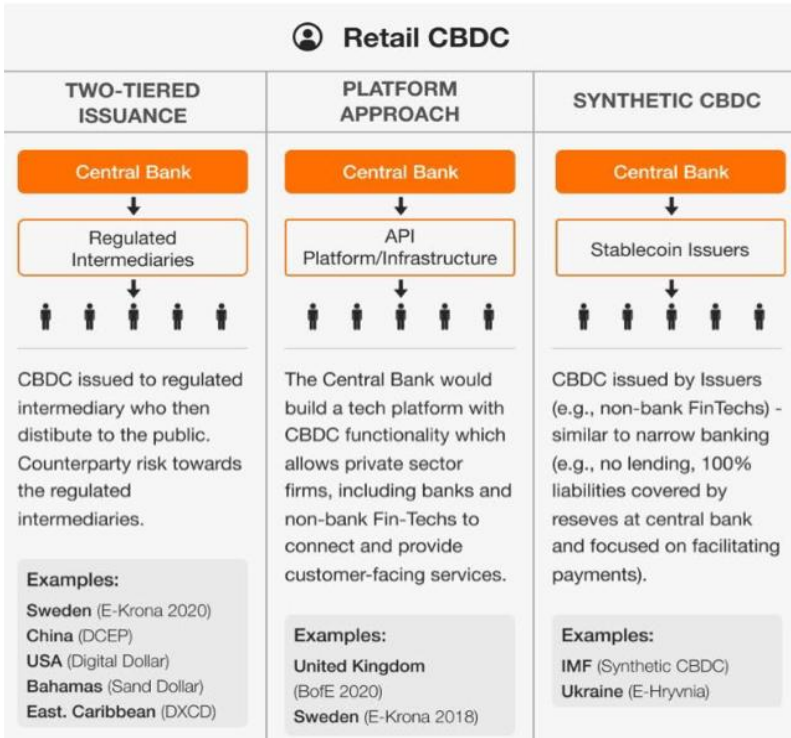 Retail CBDC
TWO-TIERED
ISSUANCE
Central Bank
Regulated
Intermediaries
CBDC issued to regulated
intermediary who then
distibute to the public.
Counterparty risk towards
the regulated
intermediaries.
Examples:
Sweden (E-Krona 2020)
China (DCEP)
USA (Digital Dollar)
Bahamas (Sand Dollar)
East. Caribbean (DXCD)
PLATFORM
APPROACH
Central Bank
API
Platform/Infrastructure
The Central Bank would
build a tech platform with
CBDC functionality which
allows private sector
firms, including banks and
non-bank Fin-Techs to
connect and provide
customer-facing services.
Examples:
United Kingdom
(BofE 2020)
Sweden (E-Krona 2018)
SYNTHETIC CBDC
Central Bank
Stablecoin Issuers
CBDC issued by Issuers
(e.g., non-bank FinTechs) -
similar to narrow banking
(e.g., no lending, 100%
liabilities covered by
reseves at central bank
and focused on facilitating
payments).
Examples:
IMF (Synthetic CBDC)
Ukraine (E-Hryvnia)